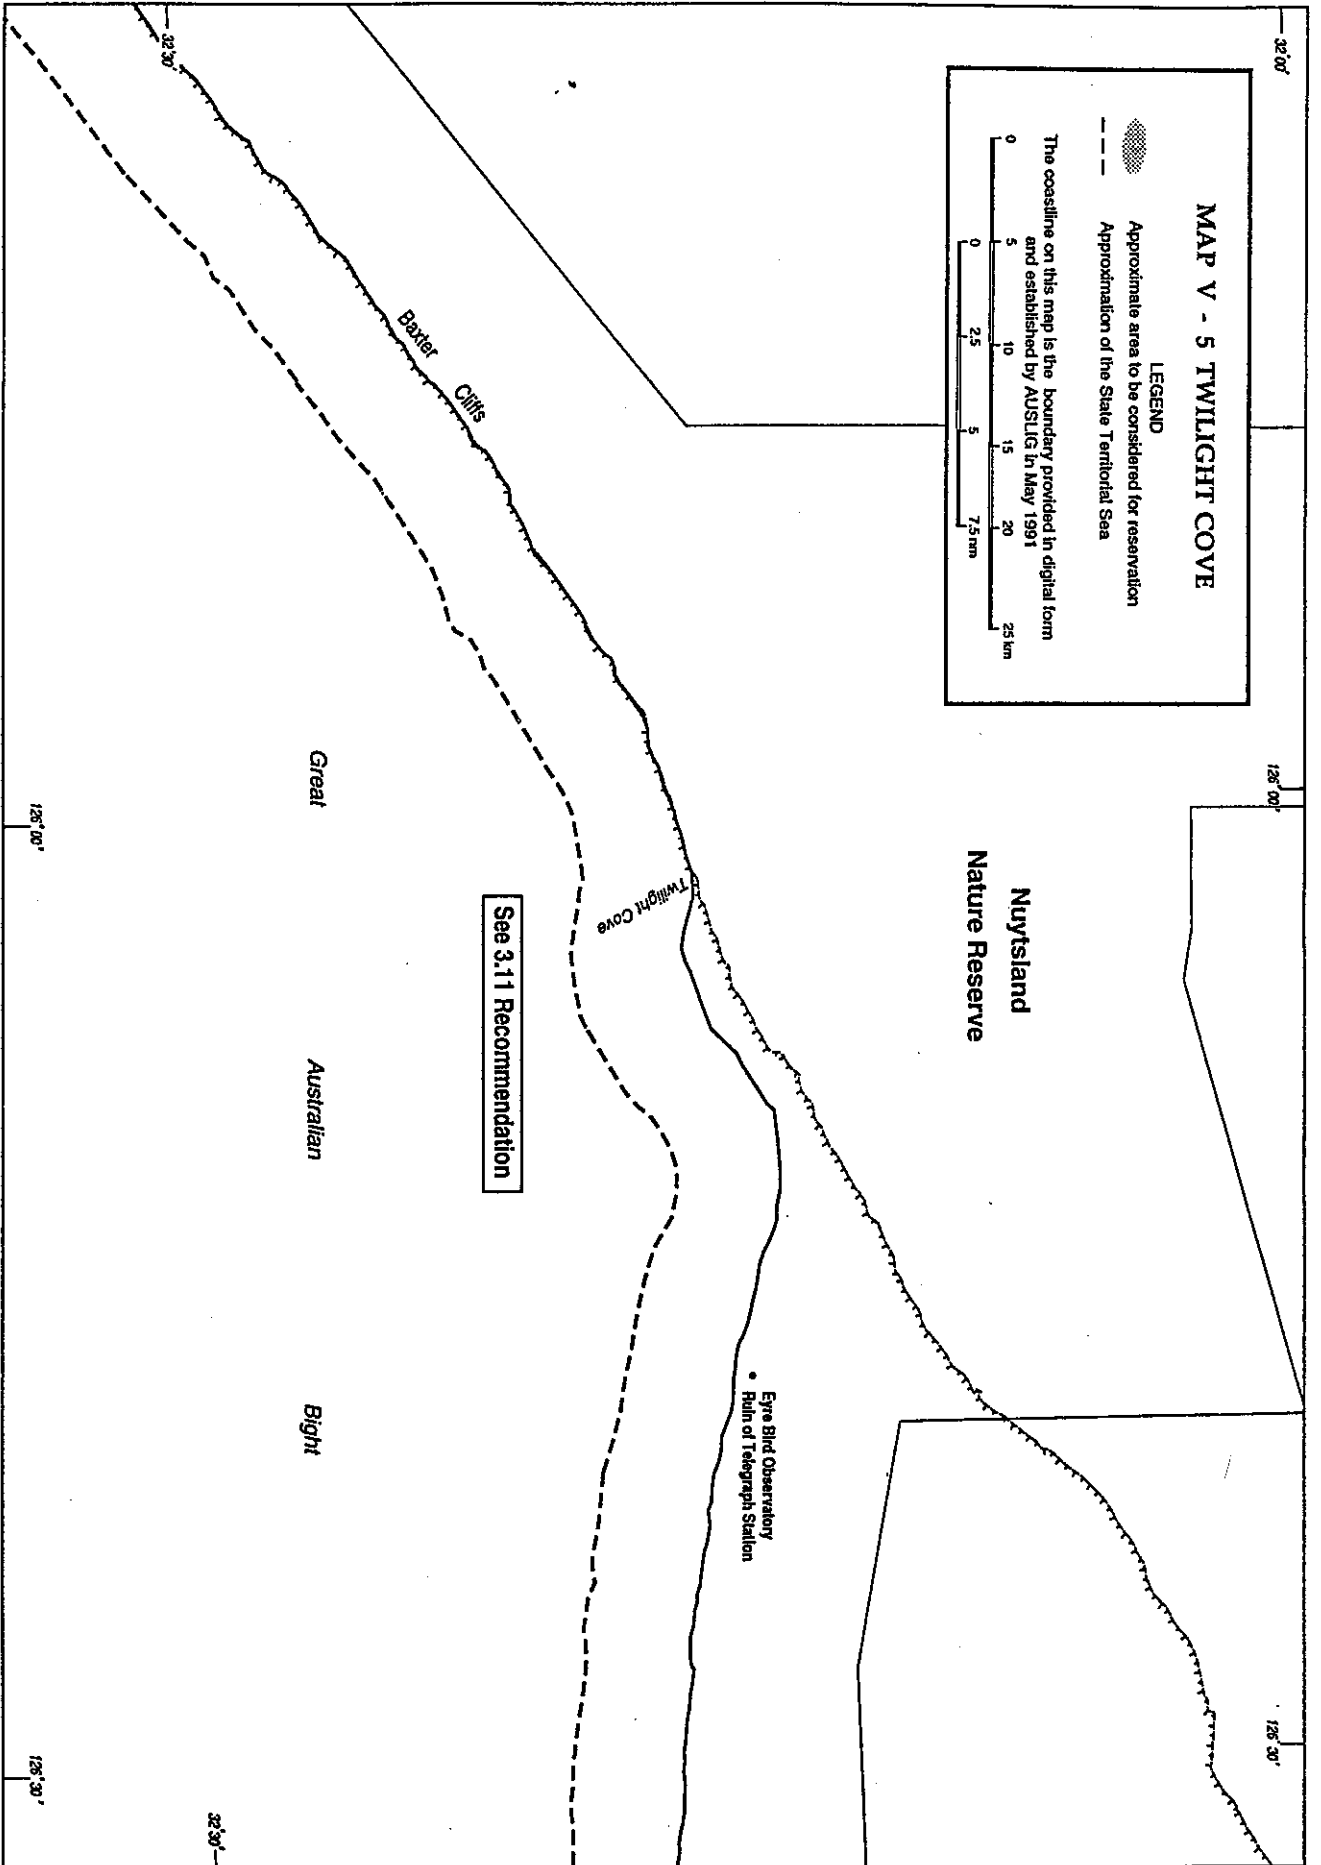 MAP V - 5 TWILIGHT COVE
LEGEND
Approximate area to be considered for reservation
Approximation of the State Territorial Sea
The coastline on this map is the boundary provided in digital form
and established by AUSLIG in May 1991
0 5 10 15 20 25 km
0 2.5 5 7.5 nm
32°00'
126°00'
126°30'
Nuytsland
Nature Reserve
32°30'
Baxter
Cliffs
Twilight Cove
Eyre Bird Observatory
Ruin of Telegraph Station
See 3.11 Recommendation
Great Australian Bight
32°30'
126°00'
126°30'